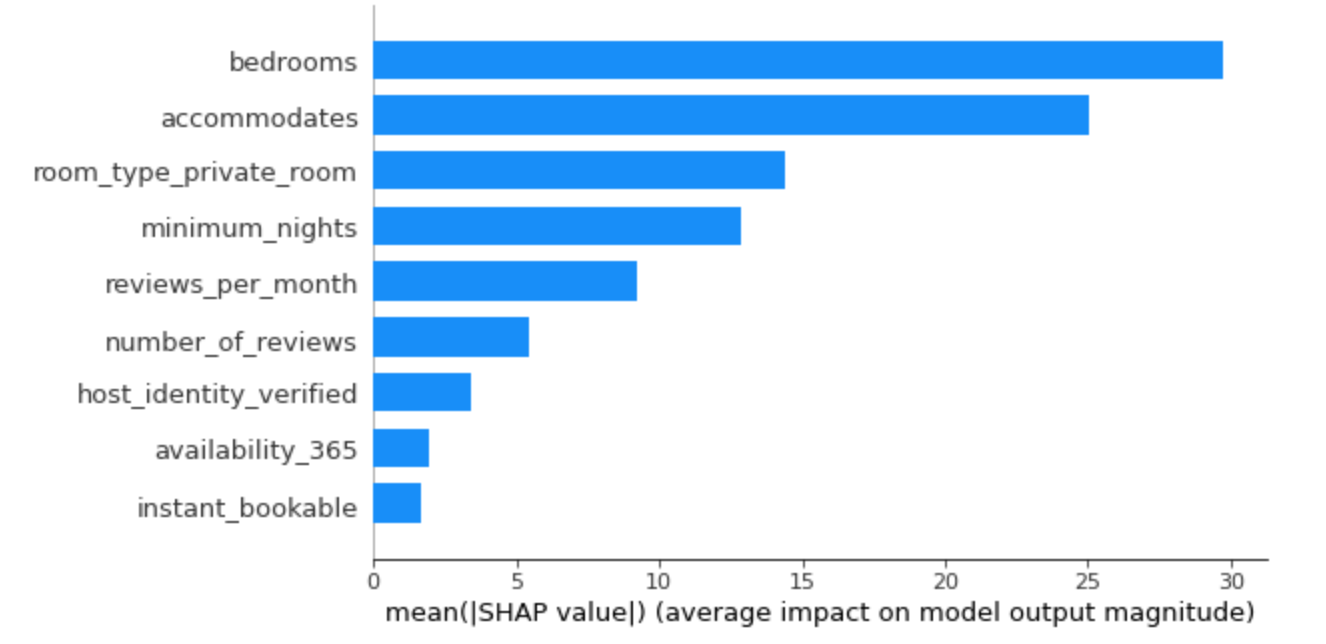 bedrooms
accommodates
room_type_private_room
minimum_nights
reviews_per_month
number_of_reviews
host_identity_verified
availability_365
instant_bookable
0 5 10 15 20 25 30
mean(|SHAP value|) (average impact on model output magnitude)